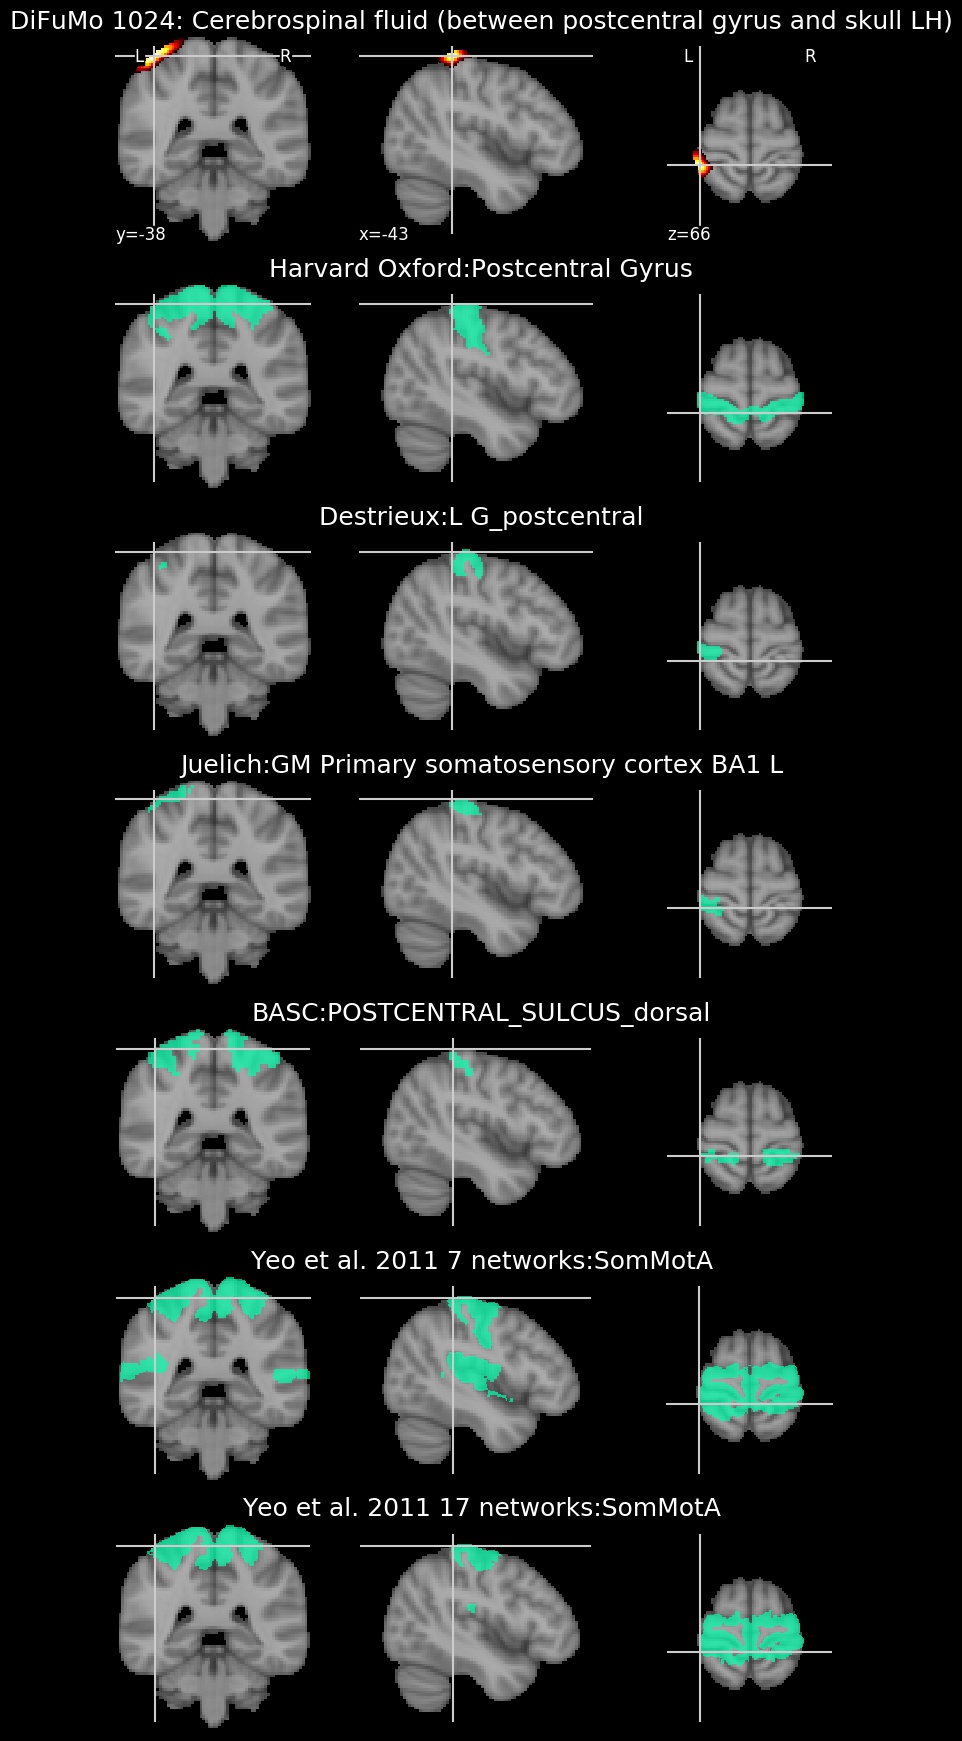 DiFuMo 1024: Cerebrospinal fluid (between postcentral gyrus and skull LH)
L R L R
y=-38 x=-43 z=66
Harvard Oxford:Postcentral Gyrus
Destrieux:L G_postcentral
Juelich:GM Primary somatosensory cortex BA1 L
BASC:POSTCENTRAL_SULCUS_dorsal
Yeo et al. 2011 7 networks:SomMotA
Yeo et al. 2011 17 networks:SomMotA